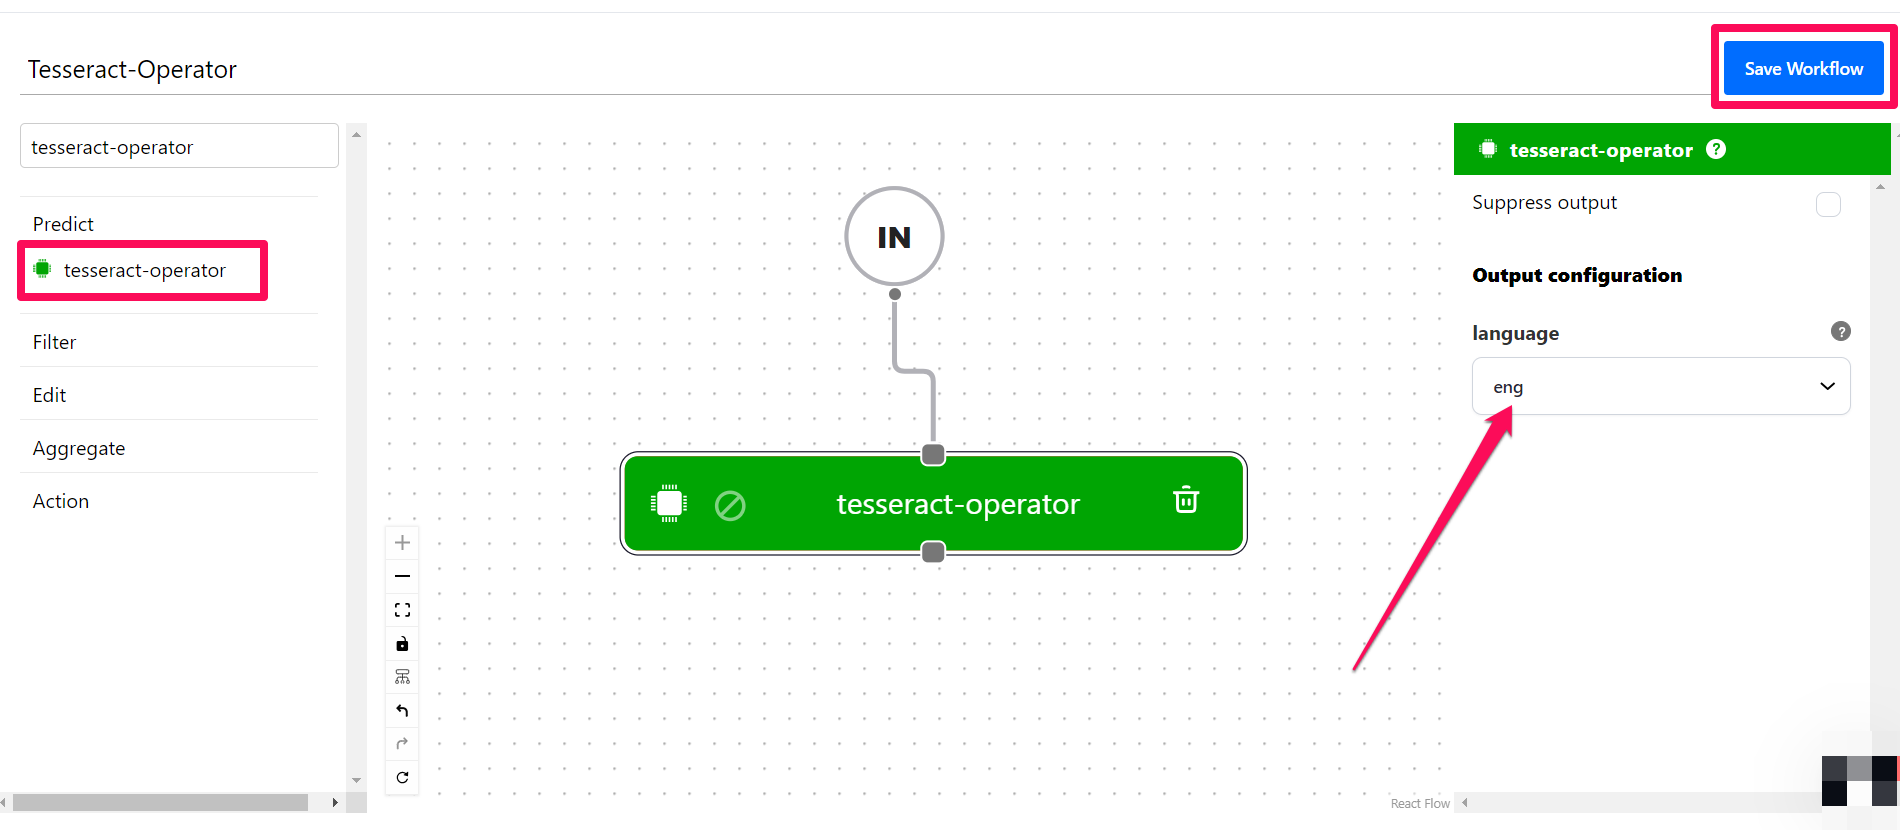 Tesseract-Operator
Save Workflow
tesseract-operator
Predict
tesseract-operator
Filter
Edit
Aggregate
Action
IN
tesseract-operator
React Flow
tesseract-operator ?
Suppress output
Output configuration
language ?
eng